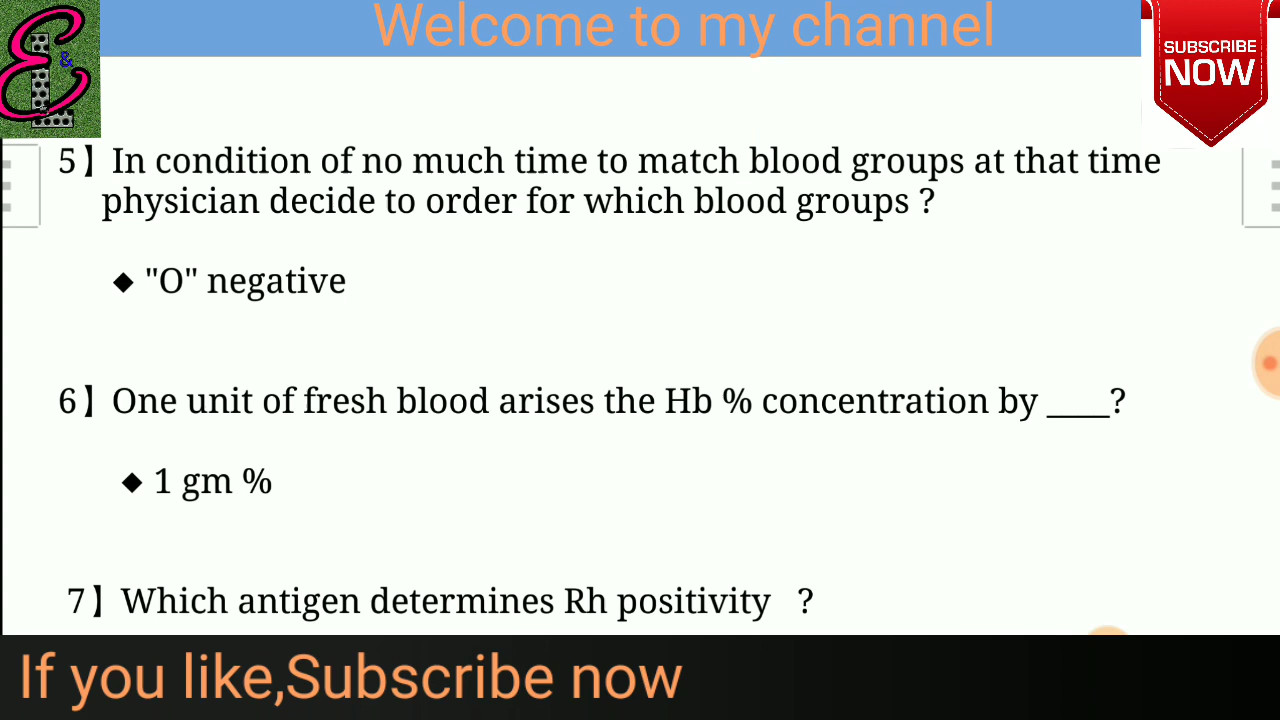 Welcome to my channel
SUBSCRIBE
NOW
E
&
L
5】In condition of no much time to match blood groups at that time
physician decide to order for which blood groups ?
◆ "O" negative
6】One unit of fresh blood arises the Hb % concentration by ____?
◆ 1 gm %
7】Which antigen determines Rh positivity ?
If you like,Subscribe now